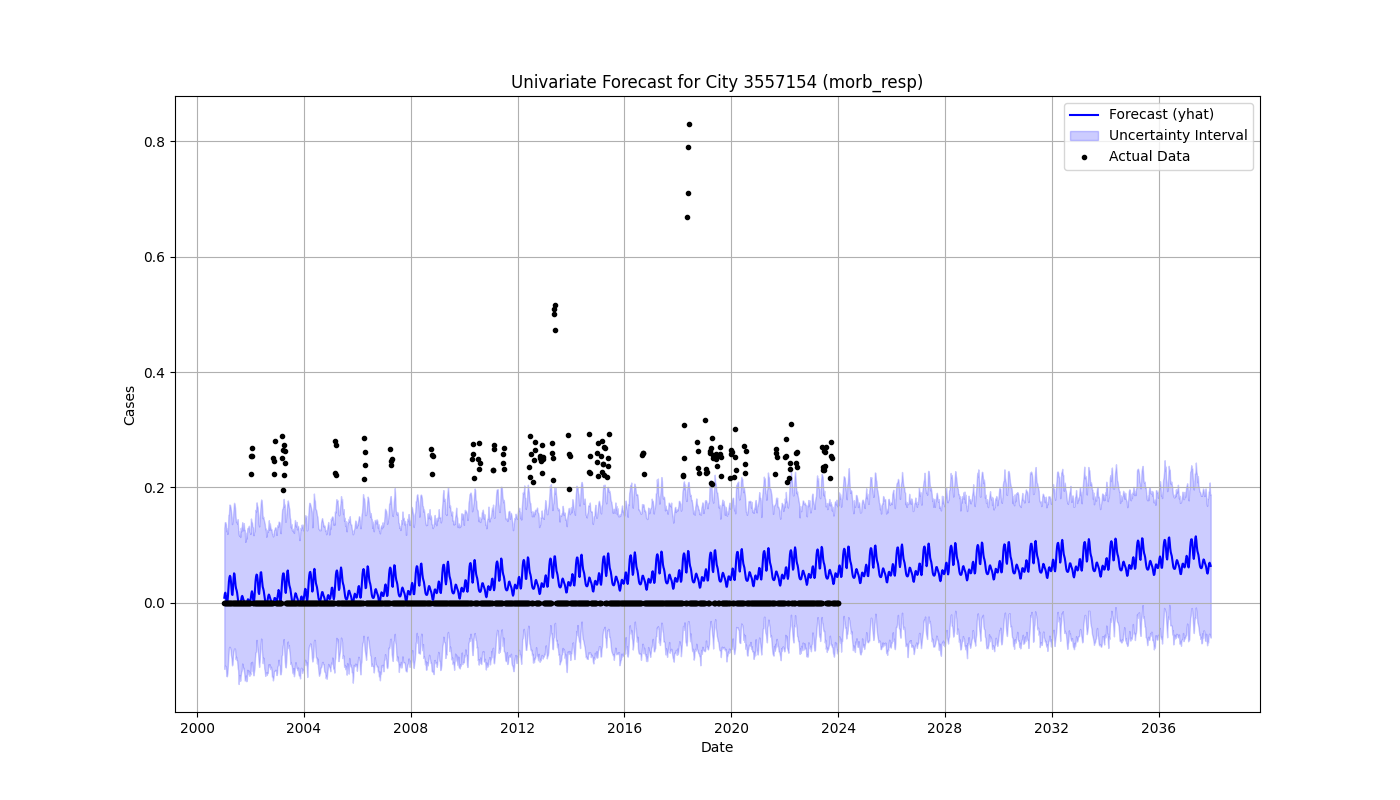 Univariate Forecast for City 3557154 (morb_resp)
Forecast (yhat)
Uncertainty Interval
Actual Data
Cases
0.8
0.6
0.4
0.2
0.0
2000 2004 2008 2012 2016 2020 2024 2028 2032 2036
Date